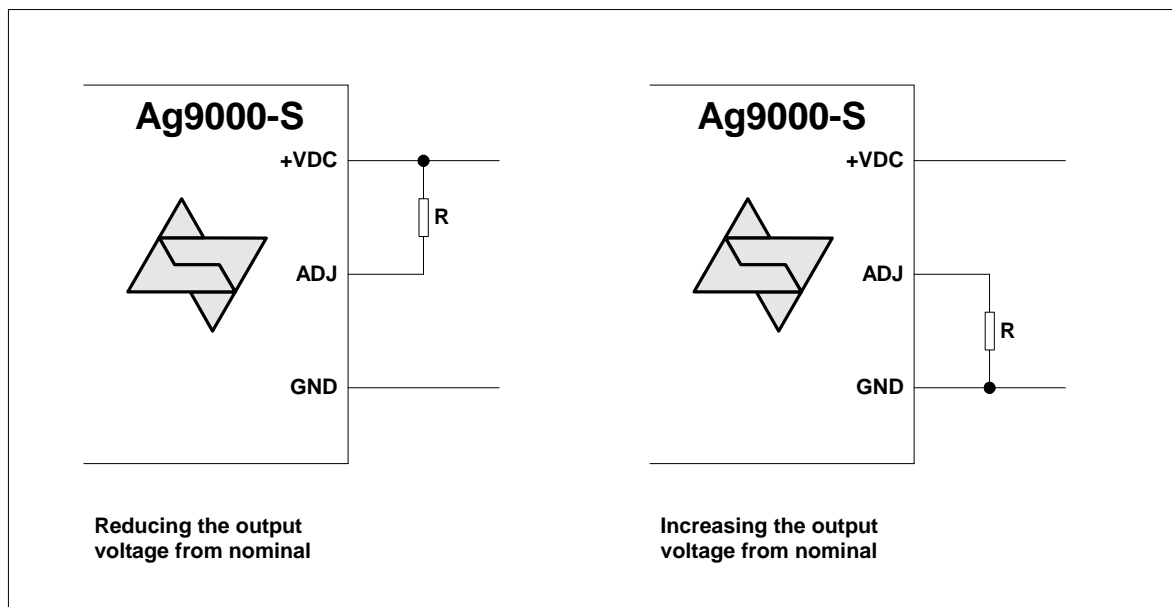 Ag9000-S
+VDC
R
ADJ
GND
Reducing the output
voltage from nominal
Ag9000-S
+VDC
ADJ
R
GND
Increasing the output
voltage from nominal